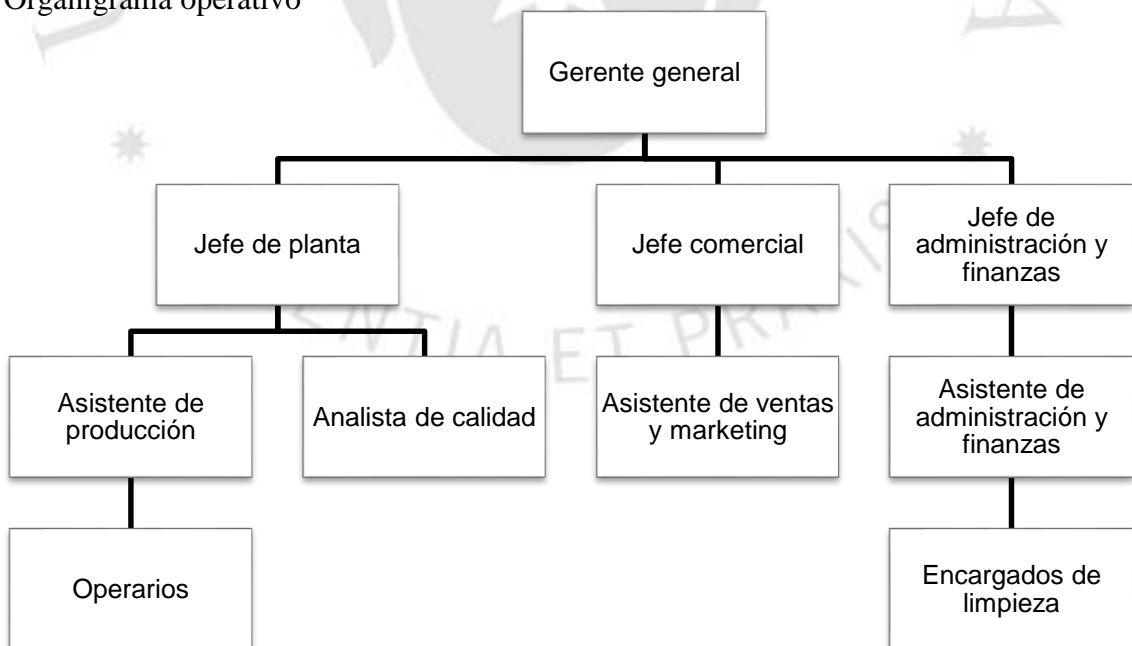 Organigrama operativo
Gerente general
Jefe de planta
Jefe comercial
Jefe de
administración y
finanzas
Asistente de
producción
Analista de calidad
Asistente de ventas
y marketing
Asistente de
administración y
finanzas
Operarios
Encargados de
limpieza